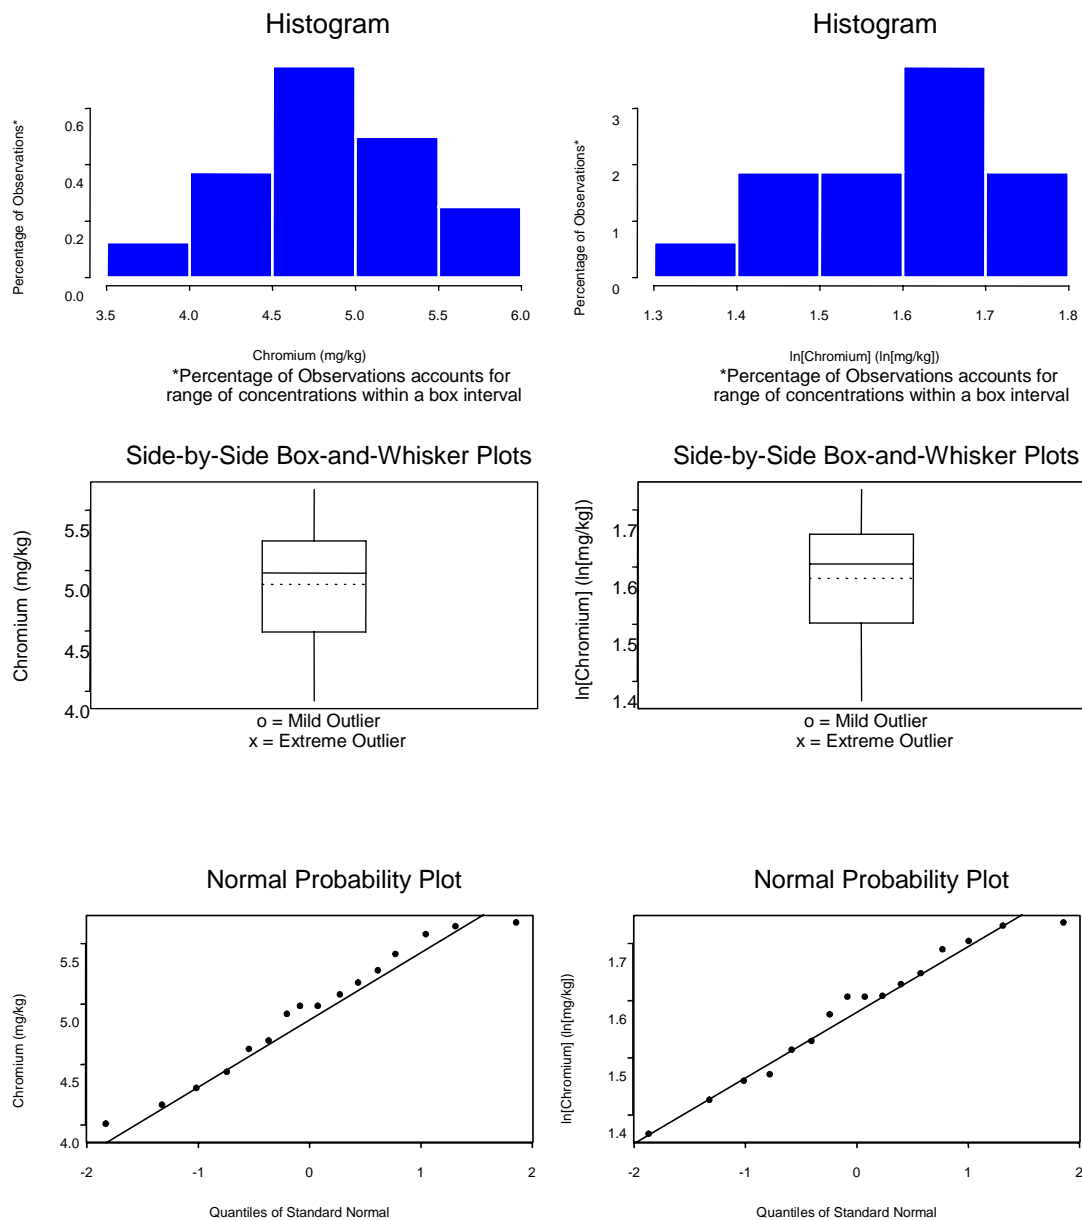 Histogram
Percentage of Observations*
0.6
0.4
0.2
0.0
3.5 4.0 4.5 5.0 5.5 6.0
Chromium (mg/kg)
*Percentage of Observations accounts for
range of concentrations within a box interval
Histogram
Percentage of Observations*
3
2
1
0
1.3 1.4 1.5 1.6 1.7 1.8
ln[Chromium] (ln[mg/kg])
*Percentage of Observations accounts for
range of concentrations within a box interval
Side-by-Side Box-and-Whisker Plots
Chromium (mg/kg)
5.5
5.0
4.5
4.0
o = Mild Outlier
x = Extreme Outlier
Side-by-Side Box-and-Whisker Plots
ln[Chromium] (ln[mg/kg])
1.7
1.6
1.5
1.4
o = Mild Outlier
x = Extreme Outlier
Normal Probability Plot
Chromium (mg/kg)
5.5
5.0
4.5
4.0
-2 -1 0 1 2
Quantiles of Standard Normal
Normal Probability Plot
ln[Chromium] (ln[mg/kg])
1.7
1.6
1.5
1.4
-2 -1 0 1 2
Quantiles of Standard Normal